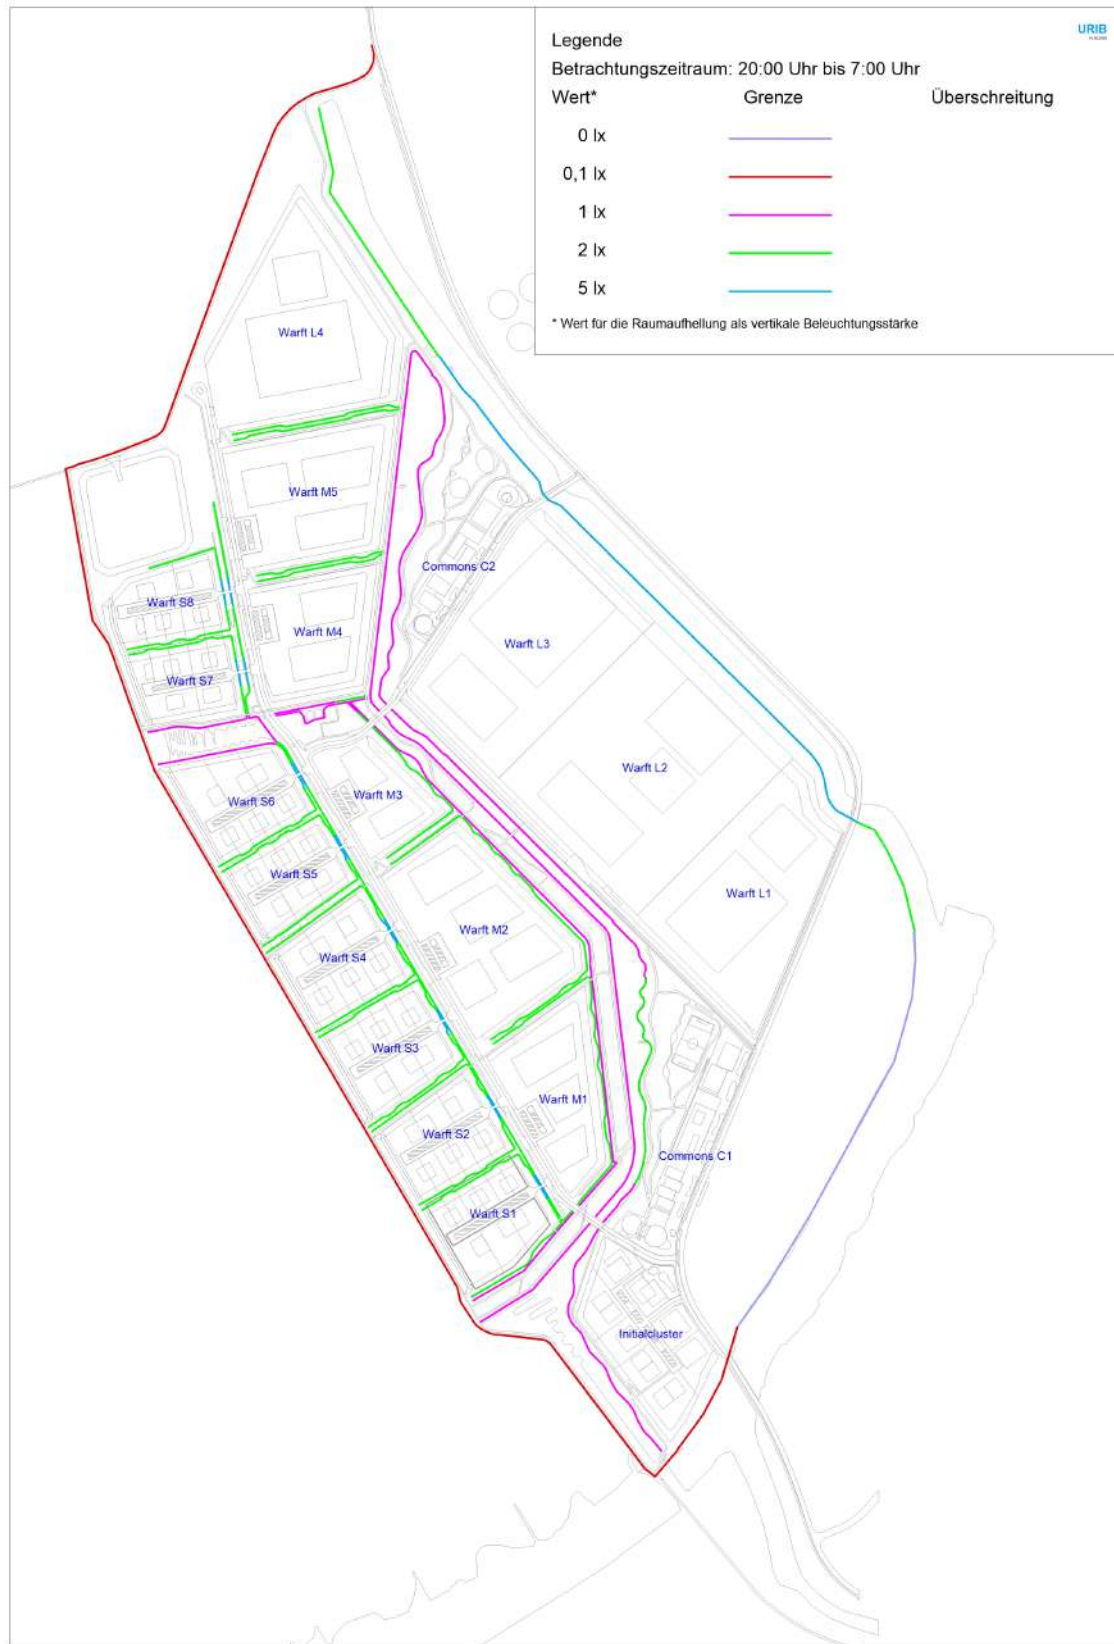 URIB
Legende
Betrachtungszeitraum: 20:00 Uhr bis 7:00 Uhr
Wert* Grenze Überschreitung
0 lx
0,1 lx
1 lx
2 lx
5 lx
* Wert für die Raumaufhellung als vertikale Beleuchtungsstärke
Warft L4
Warft M5
Commons C2
Warft S8
Warft M4
Warft L3
Warft S7
Warft L2
Warft M3
Warft S6
Warft S5
Warft L1
Warft M2
Warft S4
Warft S3
Warft M1
Warft S2
Commons C1
Warft S1
Initialcluster